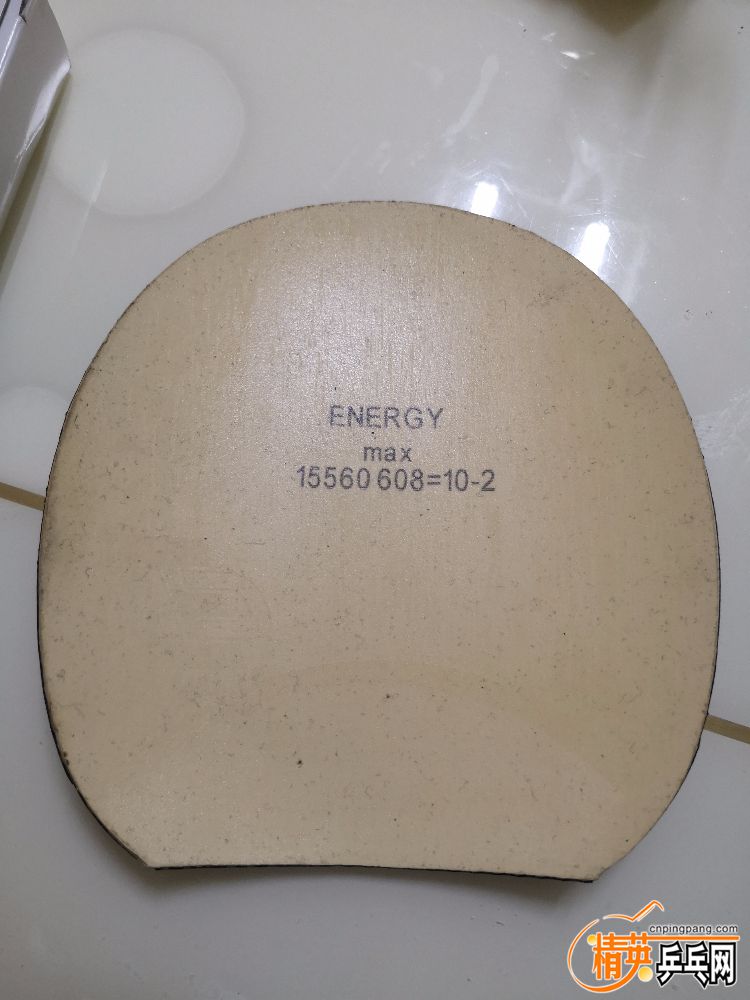 ENERGY
max
15560 608=10-2
cnpingpang.com
精英乒乓网